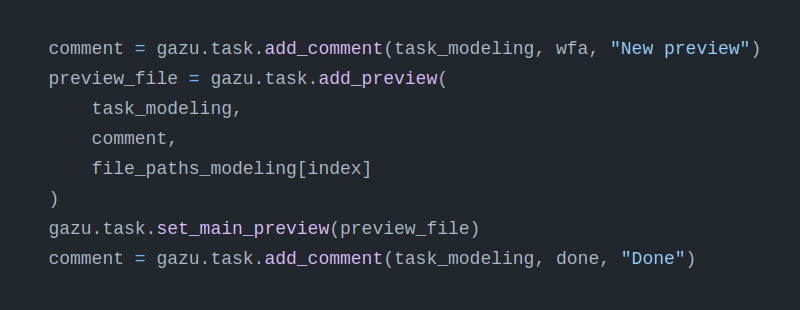 comment = gazu.task.add_comment(task_modeling, wfa, "New preview")
preview_file = gazu.task.add_preview(
    task_modeling,
    comment,
    file_paths_modeling[index]
)
gazu.task.set_main_preview(preview_file)
comment = gazu.task.add_comment(task_modeling, done, "Done")